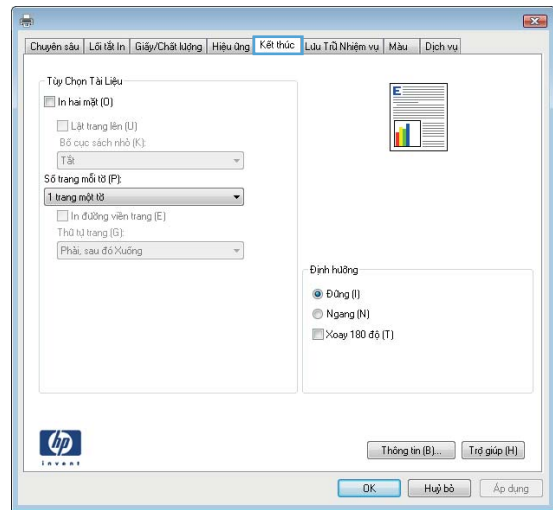 Chuyên sâu Lối tắt In Giấy/Chất lượng Hiệu ứng Kết thúc Lưu Trữ Nhiệm vụ Màu Dịch vụ
Tùy Chọn Tài Liệu
In hai mặt (O)
Lật trang lên (U)
Bố cục sách nhỏ (K):
Tắt
Số trang mỗi tờ (P):
1 trang một tờ
In đường viền trang (E)
Thứ tự trang (G):
Phải, sau đó Xuống
E
Định hướng
Đứng (I)
Ngang (N)
Xoay 180 độ (T)
hp
invent
Thông tin (B)... Trợ giúp (H)
OK Huỷ bỏ Áp dụng